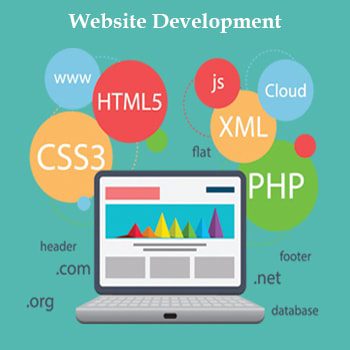 Website Development
www
HTML5
js
Cloud
XML
CSS3
flat
PHP
header
footer
.com
.net
.org
database